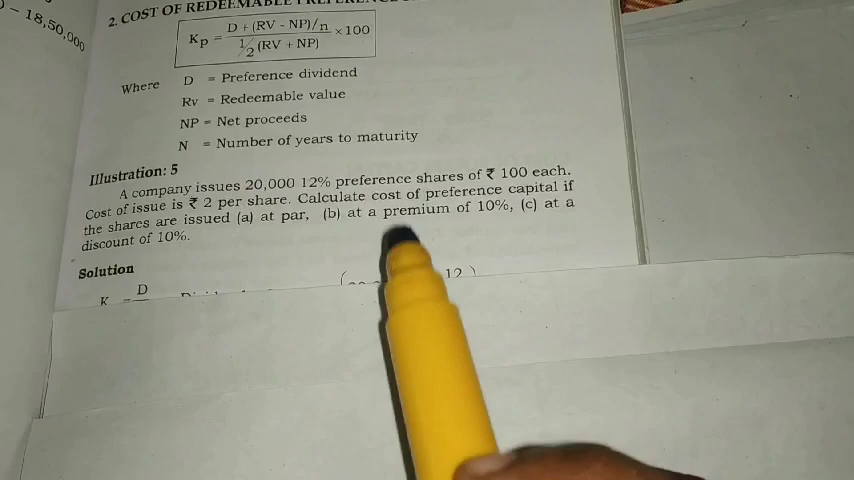 – 18,50,000
2. COST OF REDEEMABLE
Kp = D + (RV - NP)/n / ½ (RV + NP) ×100
Where D = Preference dividend
Rv = Redeemable value
NP = Net proceeds
N = Number of years to maturity
Illustration: 5
A company issues 20,000 12% preference shares of ₹ 100 each.
Cost of issue is ₹ 2 per share. Calculate cost of preference capital if
the shares are issued (a) at par, (b) at a premium of 10%, (c) at a
discount of 10%.
Solution
K = D
12